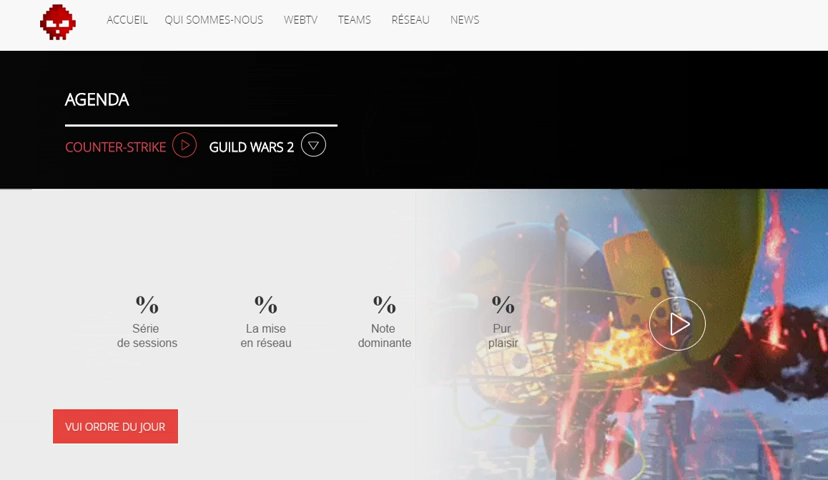 ACCUEIL QUI SOMMES-NOUS WEBTV TEAMS RÉSEAU NEWS
AGENDA
COUNTER-STRIKE GUILD WARS 2
% % % %
Série La mise Note Pur
de sessions en réseau dominante plaisir
VUI ORDRE DU JOUR